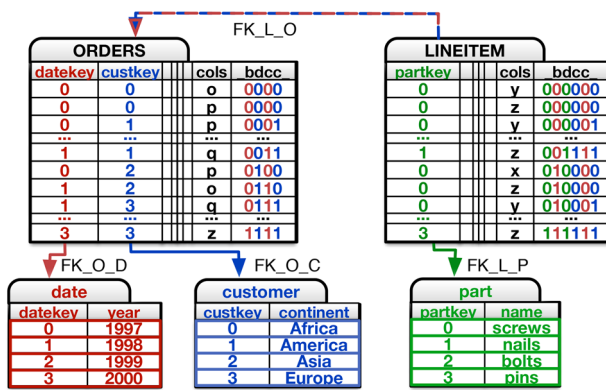 FK_L_O
ORDERS
datekey custkey cols _bdcc_
0 0 o 0000
0 0 p 0000
0 1 p 0001
... ... ... ...
1 1 q 0011
0 2 p 0100
1 2 o 0110
1 3 q 0111
... ... ... ...
3 3 z 1111
LINEITEM
partkey cols _bdcc_
0 y 000000
0 z 000000
0 y 000001
... ... ...
1 z 001111
0 x 010000
0 z 010000
0 y 010001
... ... ...
3 z 111111
FK_O_D
FK_O_C
FK_L_P
date
datekey year
0 1997
1 1998
2 1999
3 2000
customer
custkey continent
0 Africa
1 America
2 Asia
3 Europe
part
partkey name
0 screws
1 nails
2 bolts
3 pins